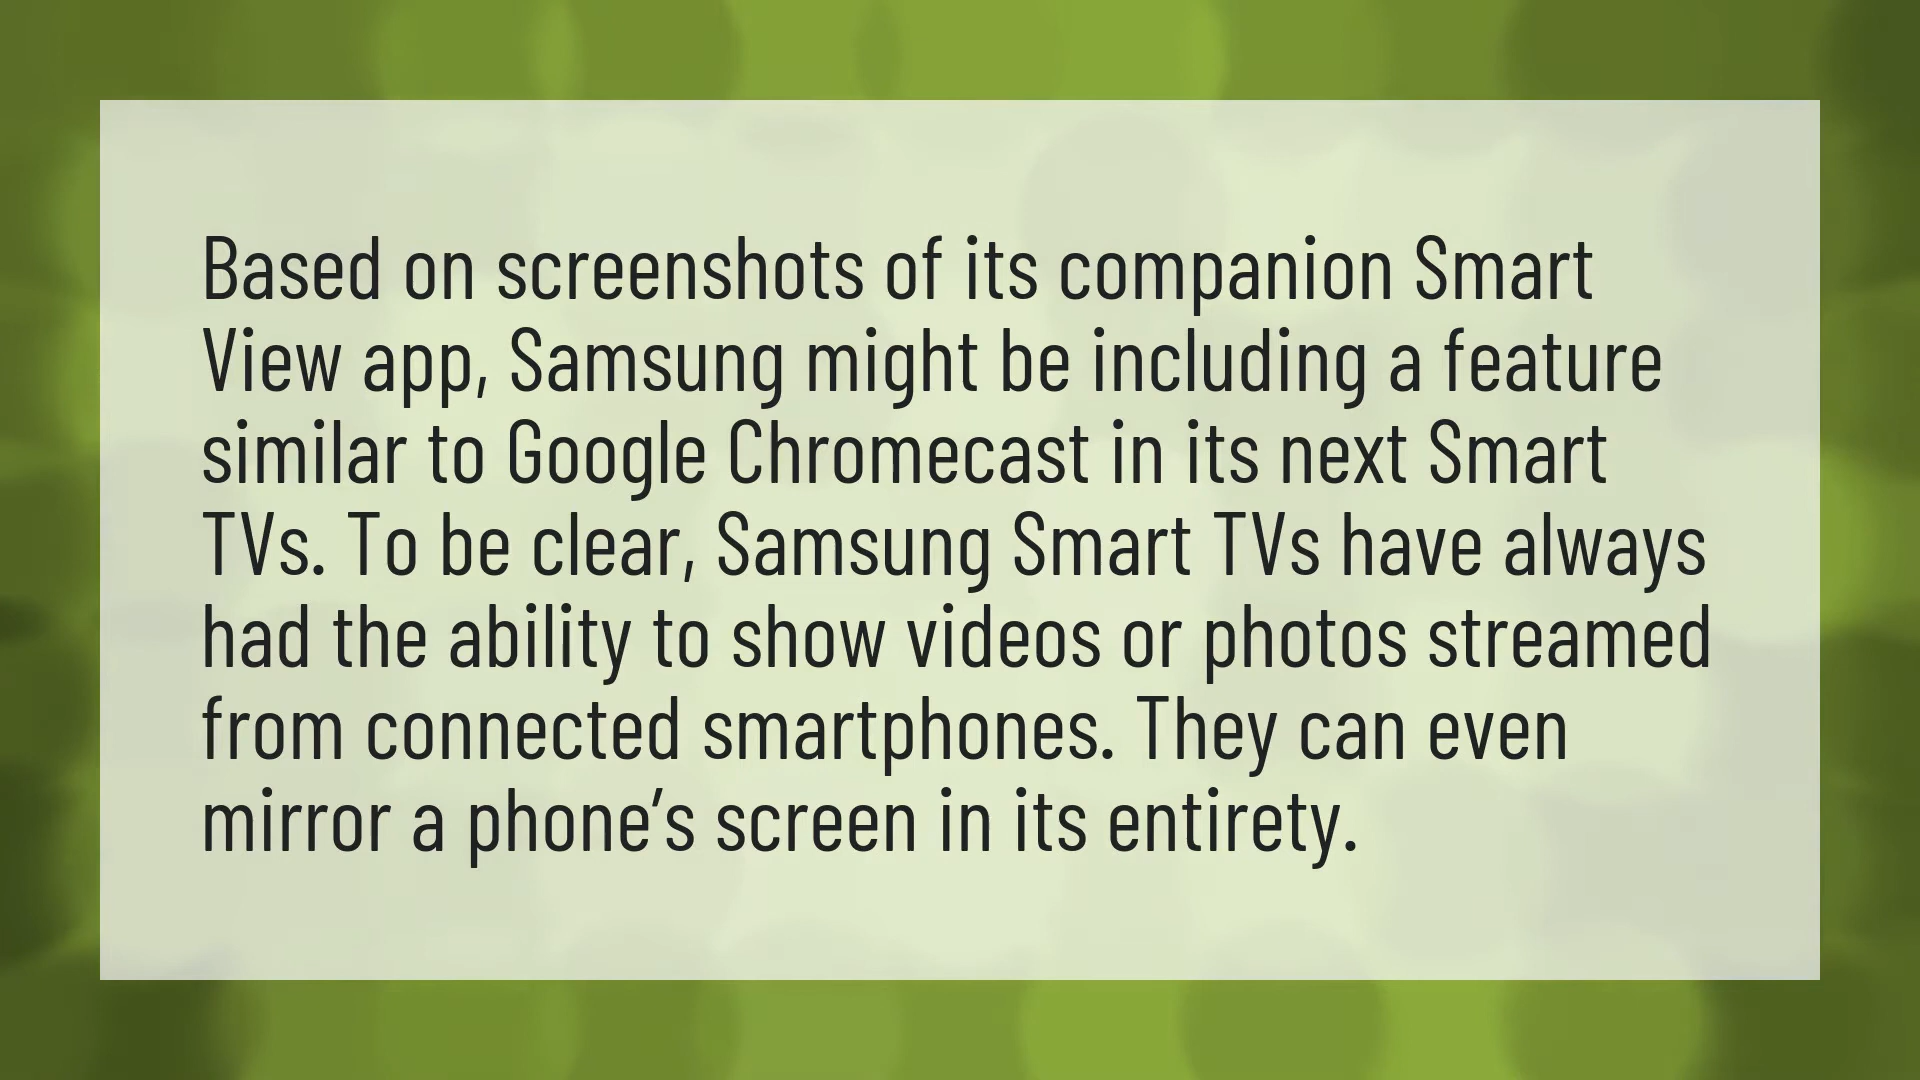 Based on screenshots of its companion Smart
View app, Samsung might be including a feature
similar to Google Chromecast in its next Smart
TVs. To be clear, Samsung Smart TVs have always
had the ability to show videos or photos streamed
from connected smartphones. They can even
mirror a phone’s screen in its entirety.